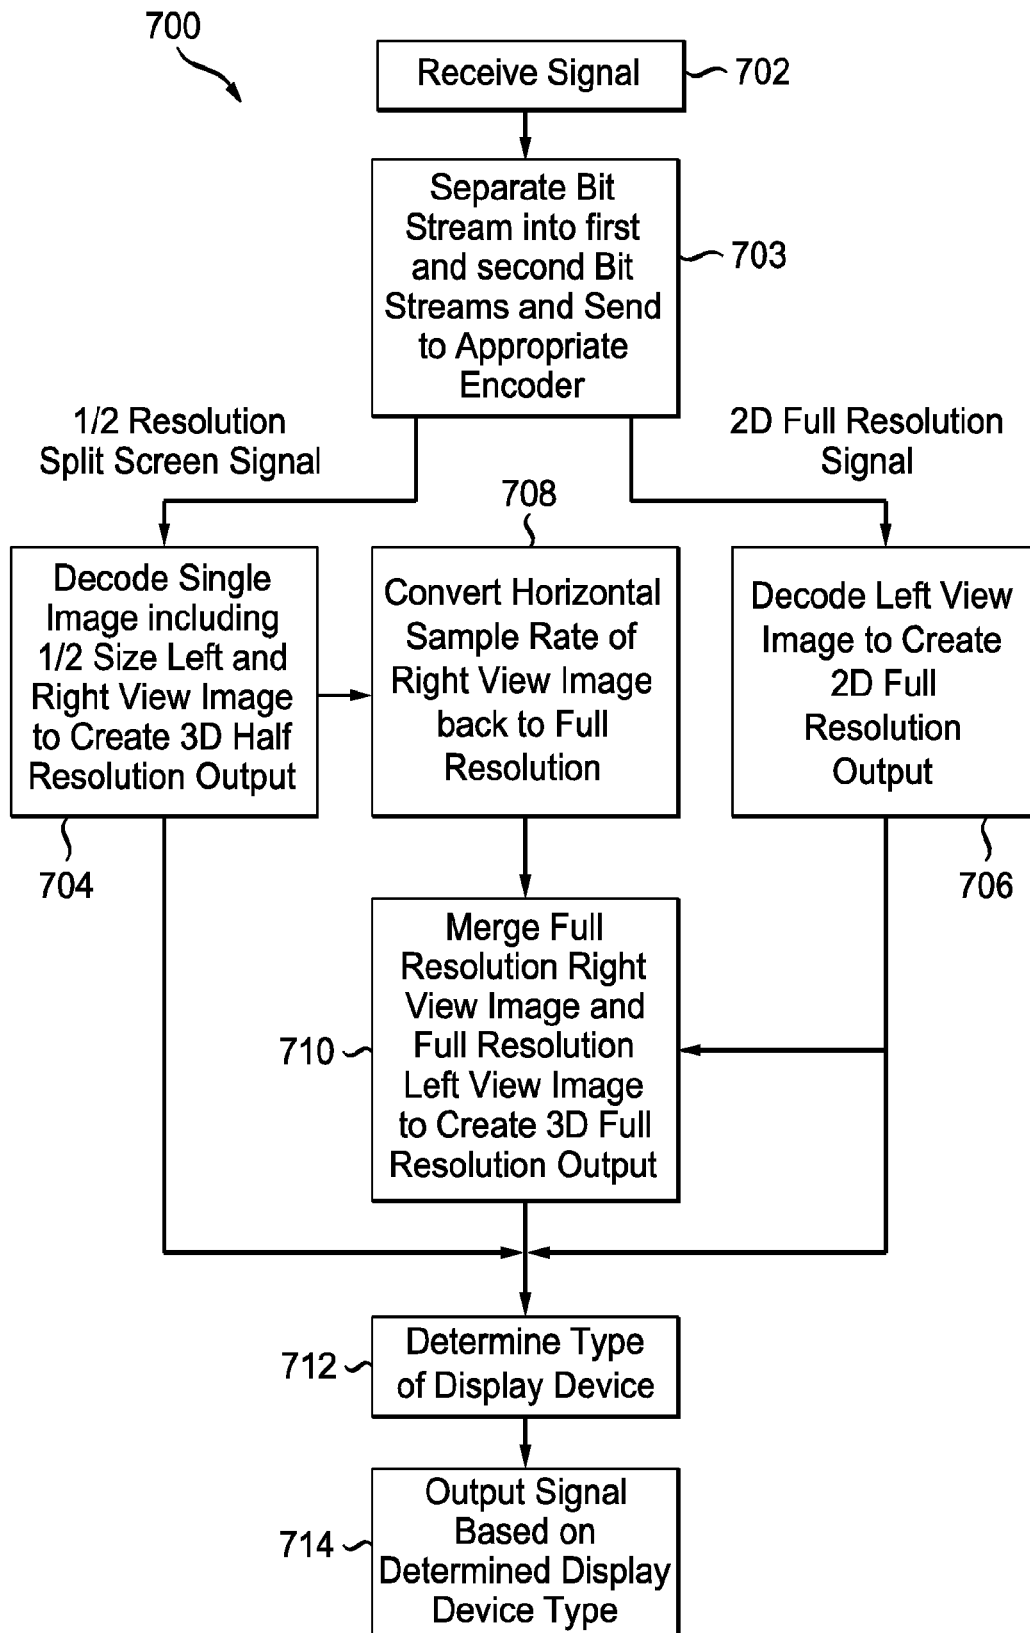 700
Receive Signal
702
Separate Bit
Stream into first
and second Bit
Streams and Send
to Appropriate
Encoder
703
1/2 Resolution
Split Screen Signal
2D Full Resolution
Signal
708
Decode Single
Image including
1/2 Size Left and
Right View Image
to Create 3D Half
Resolution Output
704
Convert Horizontal
Sample Rate of
Right View Image
back to Full
Resolution
Decode Left View
Image to Create
2D Full
Resolution
Output
706
Merge Full
Resolution Right
View Image and
Full Resolution
Left View Image
to Create 3D Full
Resolution Output
710
Determine Type
of Display Device
712
Output Signal
Based on
Determined Display
Device Type
714